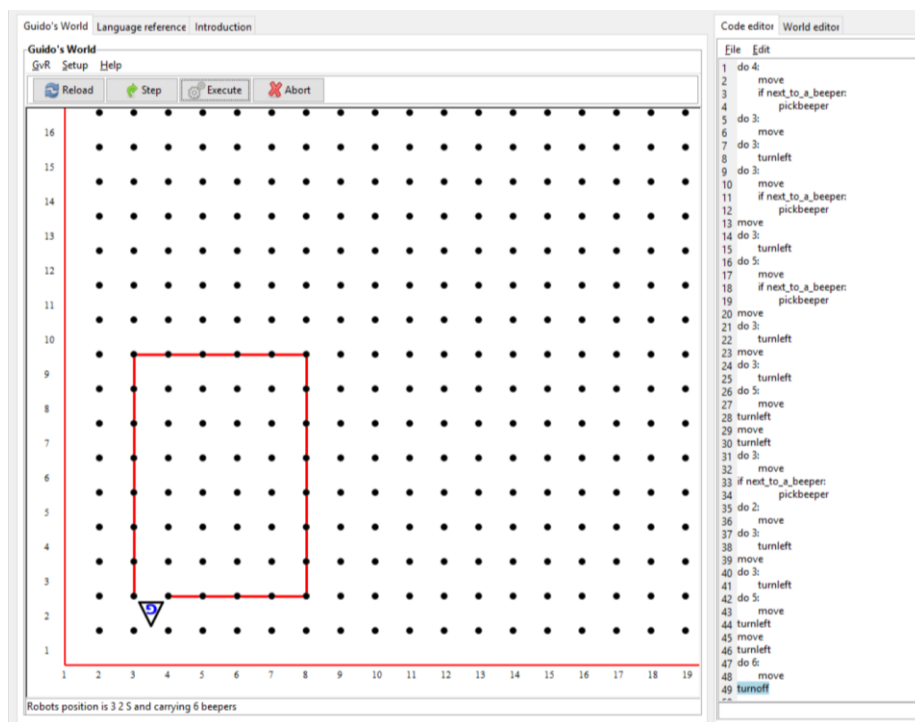 Guido's World Language reference Introduction
Guido's World
GvR Setup Help
Reload Step Execute Abort
16
15
14
13
12
11
10
9
8
7
6
5
4
3
2
1
G
1 2 3 4 5 6 7 8 9 10 11 12 13 14 15 16 17 18 19
Robots position is 3 2 S and carrying 6 beepers
Code editor World editor
File Edit
1 do 4:
2 move
3 if next_to_a_beeper:
4 pickbeeper
5 do 3:
6 move
7 do 3:
8 turnleft
9 do 3:
10 move
11 if next_to_a_beeper:
12 pickbeeper
13 move
14 do 3:
15 turnleft
16 do 5:
17 move
18 if next_to_a_beeper:
19 pickbeeper
20 move
21 do 3:
22 turnleft
23 move
24 do 3:
25 turnleft
26 do 5:
27 move
28 turnleft
29 move
30 turnleft
31 do 3:
32 move
33 if next_to_a_beeper:
34 pickbeeper
35 do 2:
36 move
37 do 3:
38 turnleft
39 move
40 do 3:
41 turnleft
42 do 5:
43 move
44 turnleft
45 move
46 turnleft
47 do 6:
48 move
49 turnoff